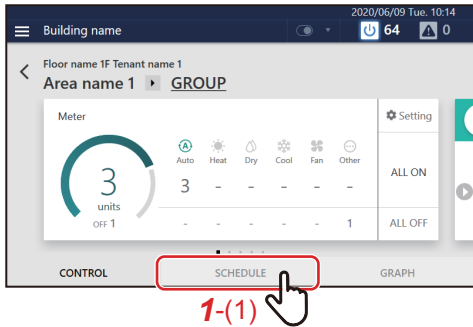 2020/06/09 Tue. 10:14
Building name
64
0
Floor name 1F Tenant name 1
Area name 1
GROUP
Meter
Setting
A
Auto
Heat
Dry
Cool
Fan
Other
3
units
OFF 1
3 - - - - -
- - - - - 1
ALL ON
ALL OFF
CONTROL
SCHEDULE
GRAPH
1-(1)